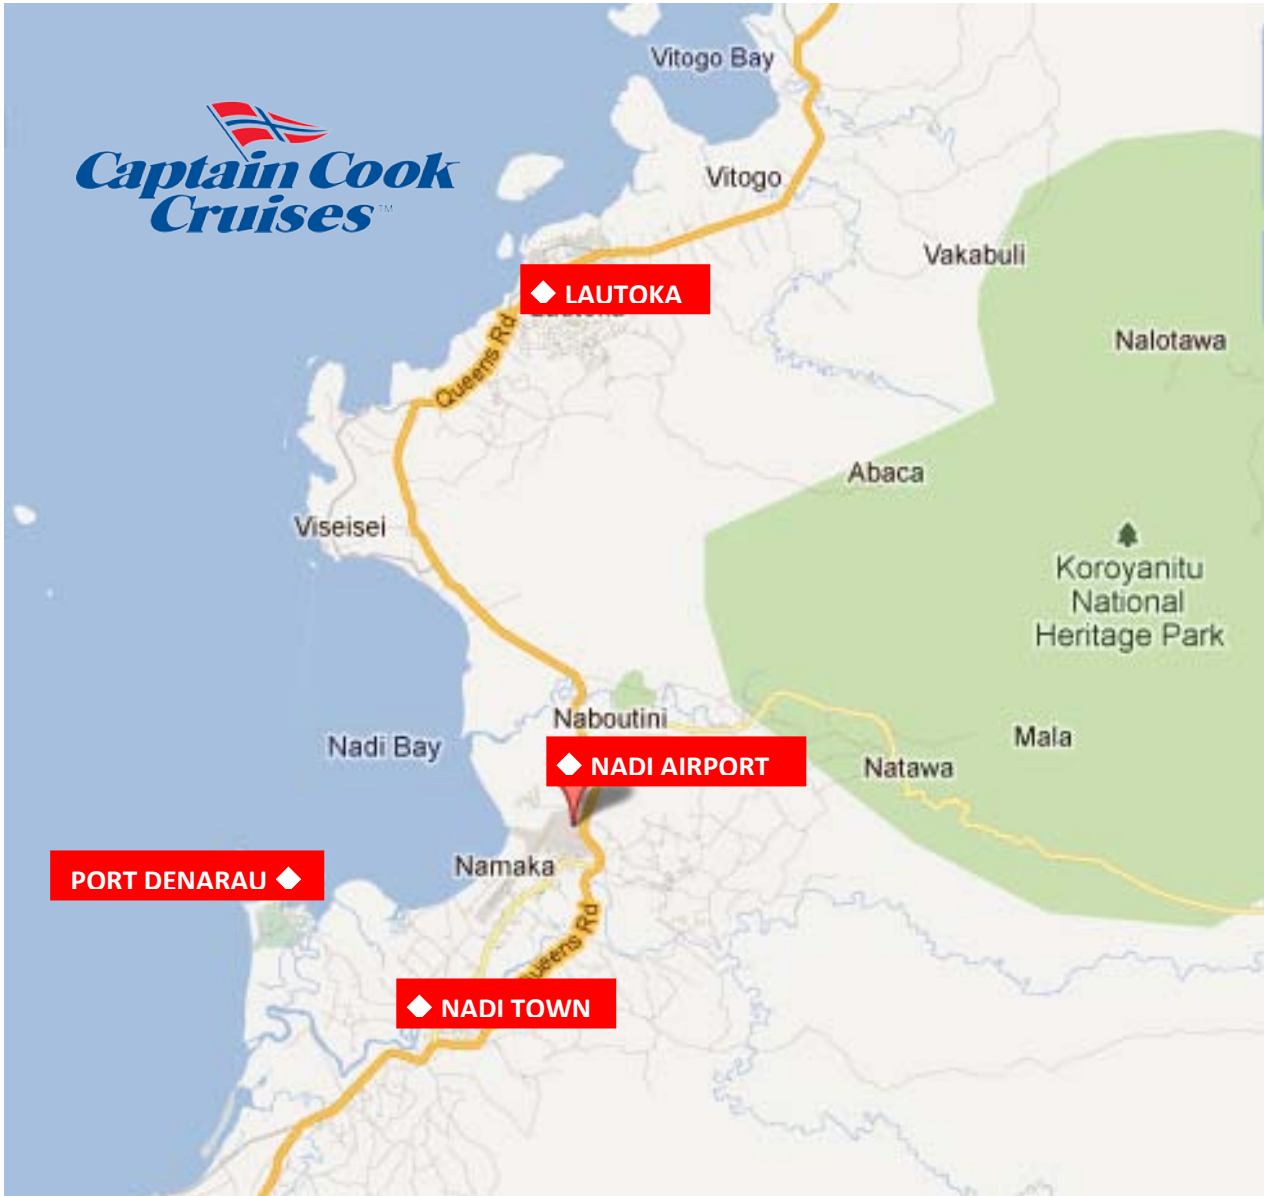 Vitogo Bay
Captain Cook
Cruises™
Vitogo
Vakabuli
LAUTOKA
Queens Rd
Nalotawa
Abaca
Viseisei
Koroyanitu
National
Heritage Park
Naboutini
Mala
Nadi Bay
NADI AIRPORT
Natawa
Namaka
PORT DENARAU
Queens Rd
NADI TOWN